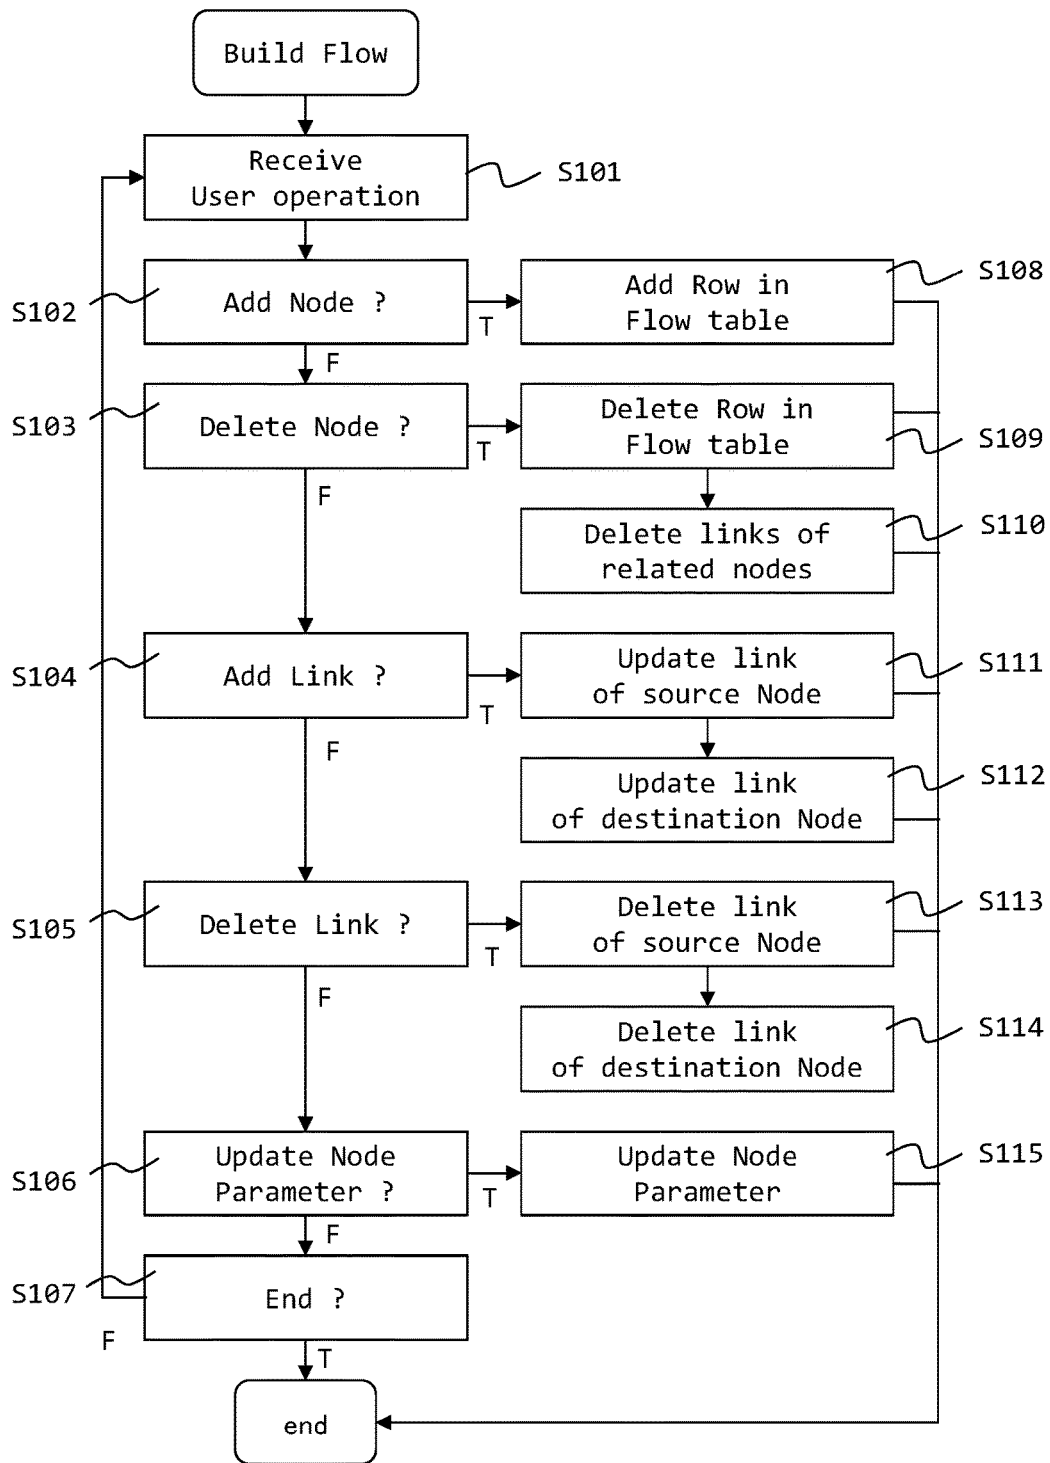 Build Flow
Receive
User operation
S101
S102
Add Node ?
T
F
Add Row in
Flow table
S108
S103
Delete Node ?
T
F
Delete Row in
Flow table
S109
Delete links of
related nodes
S110
S104
Add Link ?
T
F
Update link
of source Node
S111
Update link
of destination Node
S112
S105
Delete Link ?
T
F
Delete link
of source Node
S113
Delete link
of destination Node
S114
S106
Update Node
Parameter ?
T
F
Update Node
Parameter
S115
S107
End ?
F
T
end